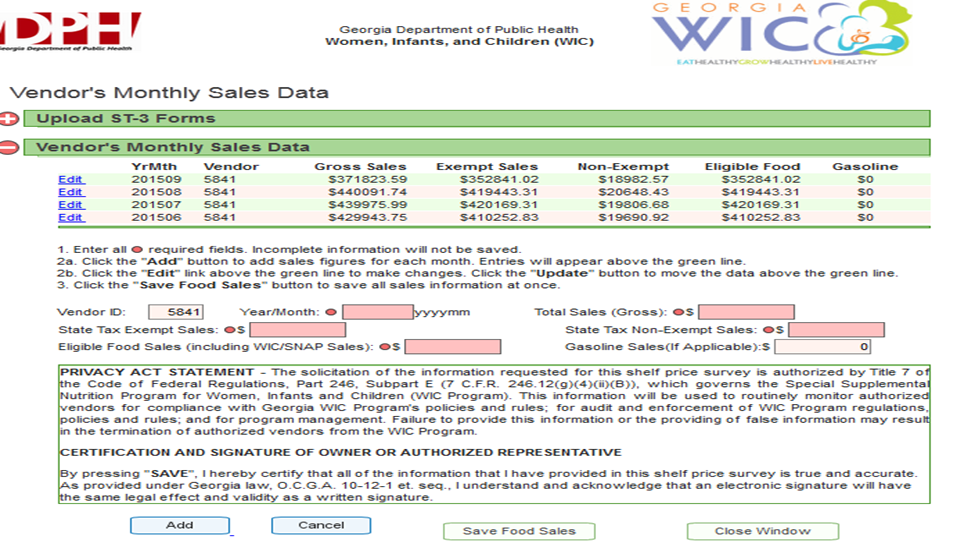 DPH
Georgia Department of Public Health
Georgia Department of Public Health
Women, Infants, and Children (WIC)
GEORGIA
WIC
EATHEALTHYGROWHEALTHYLIVEHEALTHY
Vendor's Monthly Sales Data
Upload ST-3 Forms
Vendor's Monthly Sales Data
YrMth Vendor Gross Sales Exempt Sales Non-Exempt Eligible Food Gasoline
Edit 201509 5841 $371823.59 $352841.02 $18982.57 $352841.02 $0
Edit 201508 5841 $440091.74 $419443.31 $20648.43 $419443.31 $0
Edit 201507 5841 $439975.99 $420169.31 $19806.68 $420169.31 $0
Edit 201506 5841 $429943.75 $410252.83 $19690.92 $410252.83 $0
1. Enter all required fields. Incomplete information will not be saved.
2a. Click the "Add" button to add sales figures for each month. Entries will appear above the green line.
2b. Click the "Edit" link above the green line to make changes. Click the "Update" button to move the data above the green line.
3. Click the "Save Food Sales" button to save all sales information at once.
Vendor ID: 5841 Year/Month: yyyymm Total Sales (Gross): $
State Tax Exempt Sales: $ State Tax Non-Exempt Sales: $
Eligible Food Sales (including WIC/SNAP Sales): $ Gasoline Sales(If Applicable):$ 0
PRIVACY ACT STATEMENT - The solicitation of the information requested for this shelf price survey is authorized by Title 7 of
the Code of Federal Regulations, Part 246, Subpart E (7 C.F.R. 246.12(g)(4)(ii)(B)), which governs the Special Supplemental
Nutrition Program for Women, Infants and Children (WIC Program). This information will be used to routinely monitor authorized
vendors for compliance with Georgia WIC Program's policies and rules; for audit and enforcement of WIC Program regulations,
policies and rules; and for program management. Failure to provide this information or the providing of false information may result
in the termination of authorized vendors from the WIC Program.
CERTIFICATION AND SIGNATURE OF OWNER OR AUTHORIZED REPRESENTATIVE
By pressing "SAVE", I hereby certify that all of the information that I have provided in this shelf price survey is true and accurate.
As provided under Georgia law, O.C.G.A. 10-12-1 et. seq., I understand and acknowledge that an electronic signature will have
the same legal effect and validity as a written signature.
Add Cancel Save Food Sales Close Window